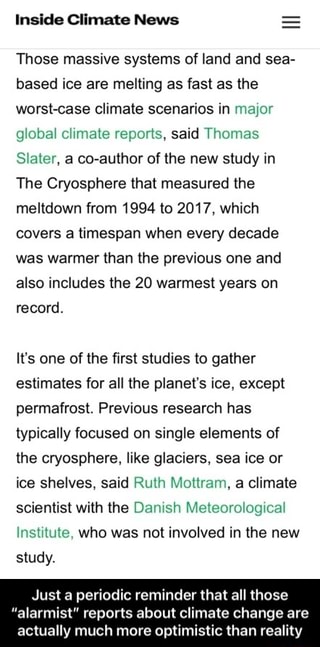 Inside Climate News
Those massive systems of land and sea-
based ice are melting as fast as the
worst-case climate scenarios in major
global climate reports, said Thomas
Slater, a co-author of the new study in
The Cryosphere that measured the
meltdown from 1994 to 2017, which
covers a timespan when every decade
was warmer than the previous one and
also includes the 20 warmest years on
record.
It's one of the first studies to gather
estimates for all the planet's ice, except
permafrost. Previous research has
typically focused on single elements of
the cryosphere, like glaciers, sea ice or
ice shelves, said Ruth Mottram, a climate
scientist with the Danish Meteorological
Institute, who was not involved in the new
study.
Just a periodic reminder that all those
“alarmist” reports about climate change are
actually much more optimistic than reality